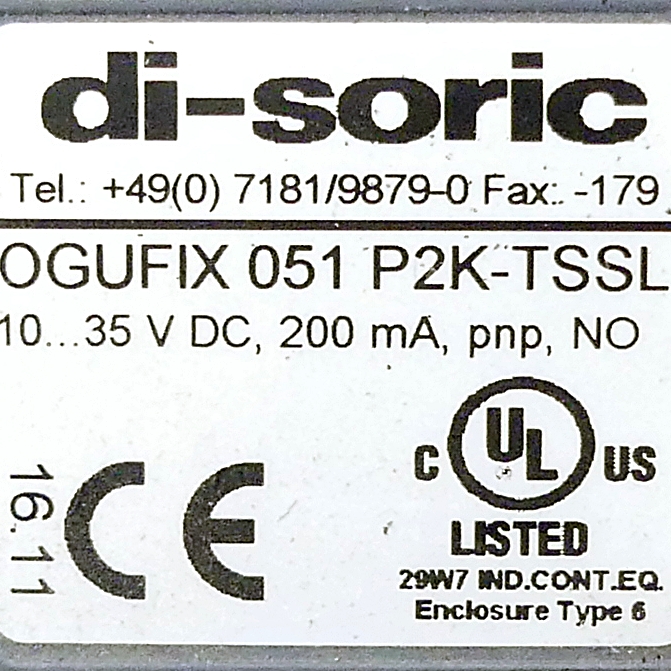 di-soric
Tel.: +49(0) 7181/9879-0 Fax: -179
OGUFIX 051 P2K-TSSL
10...35 V DC, 200 mA, pnp, NO
16.11
CE
C UL US
LISTED
29W7 IND.CONT.EQ.
Enclosure Type 6